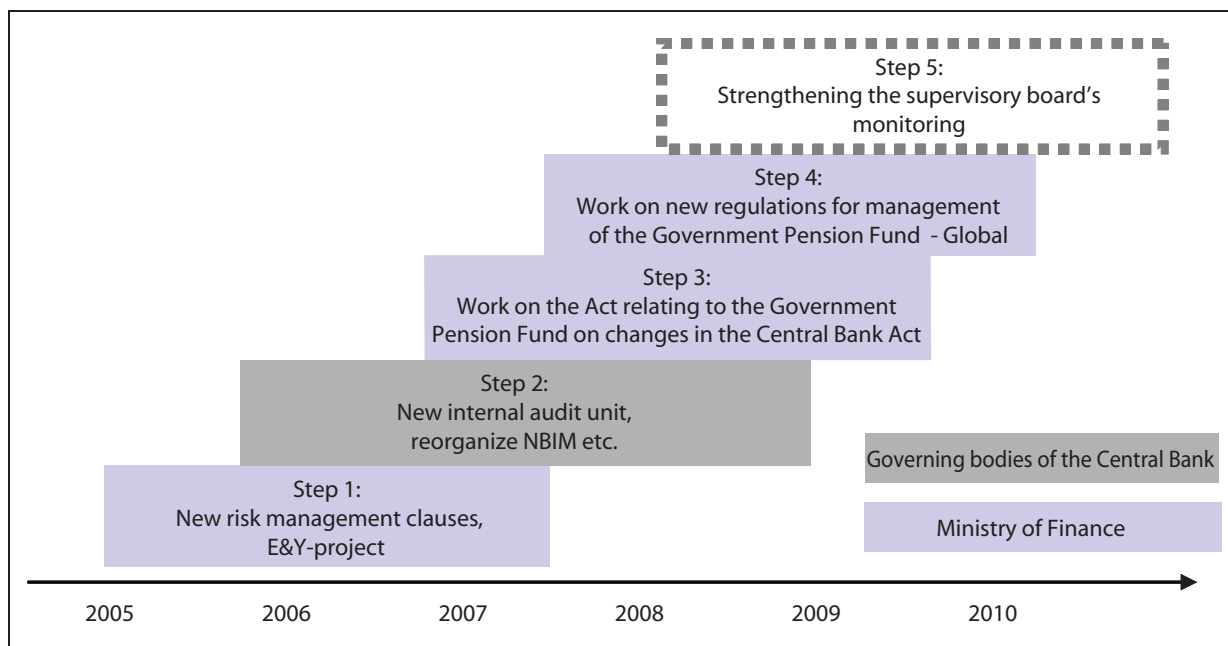 Step 5:
Strengthening the supervisory board's
monitoring
Step 4:
Work on new regulations for management
of the Government Pension Fund - Global
Step 3:
Work on the Act relating to the Government
Pension Fund on changes in the Central Bank Act
Step 2:
New internal audit unit,
reorganize NBIM etc.
Governing bodies of the Central Bank
Step 1:
New risk management clauses,
E&Y-project
Ministry of Finance
2005 2006 2007 2008 2009 2010